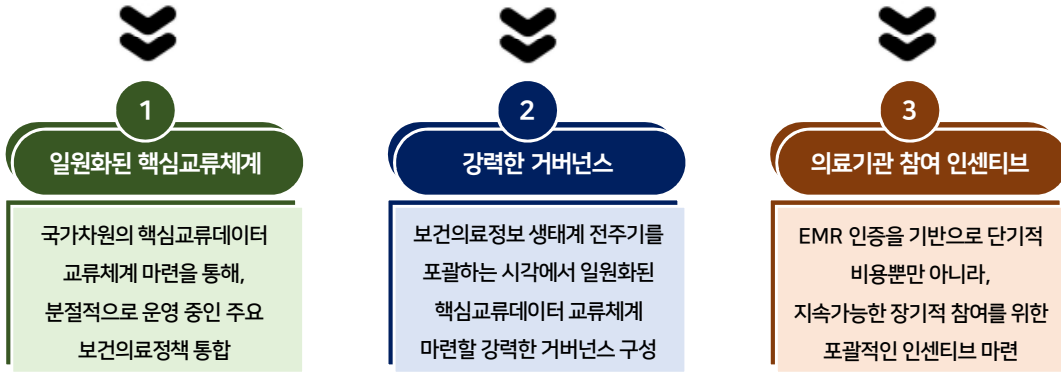 1
일원화된 핵심교류체계
국가차원의 핵심교류데이터
교류체계 마련을 통해,
분절적으로 운영 중인 주요
보건의료정책 통합
2
강력한 거버넌스
보건의료정보 생태계 전주기를
포괄하는 시각에서 일원화된
핵심교류데이터 교류체계
마련할 강력한 거버넌스 구성
3
의료기관 참여 인센티브
EMR 인증을 기반으로 단기적
비용뿐만 아니라,
지속가능한 장기적 참여를 위한
포괄적인 인센티브 마련